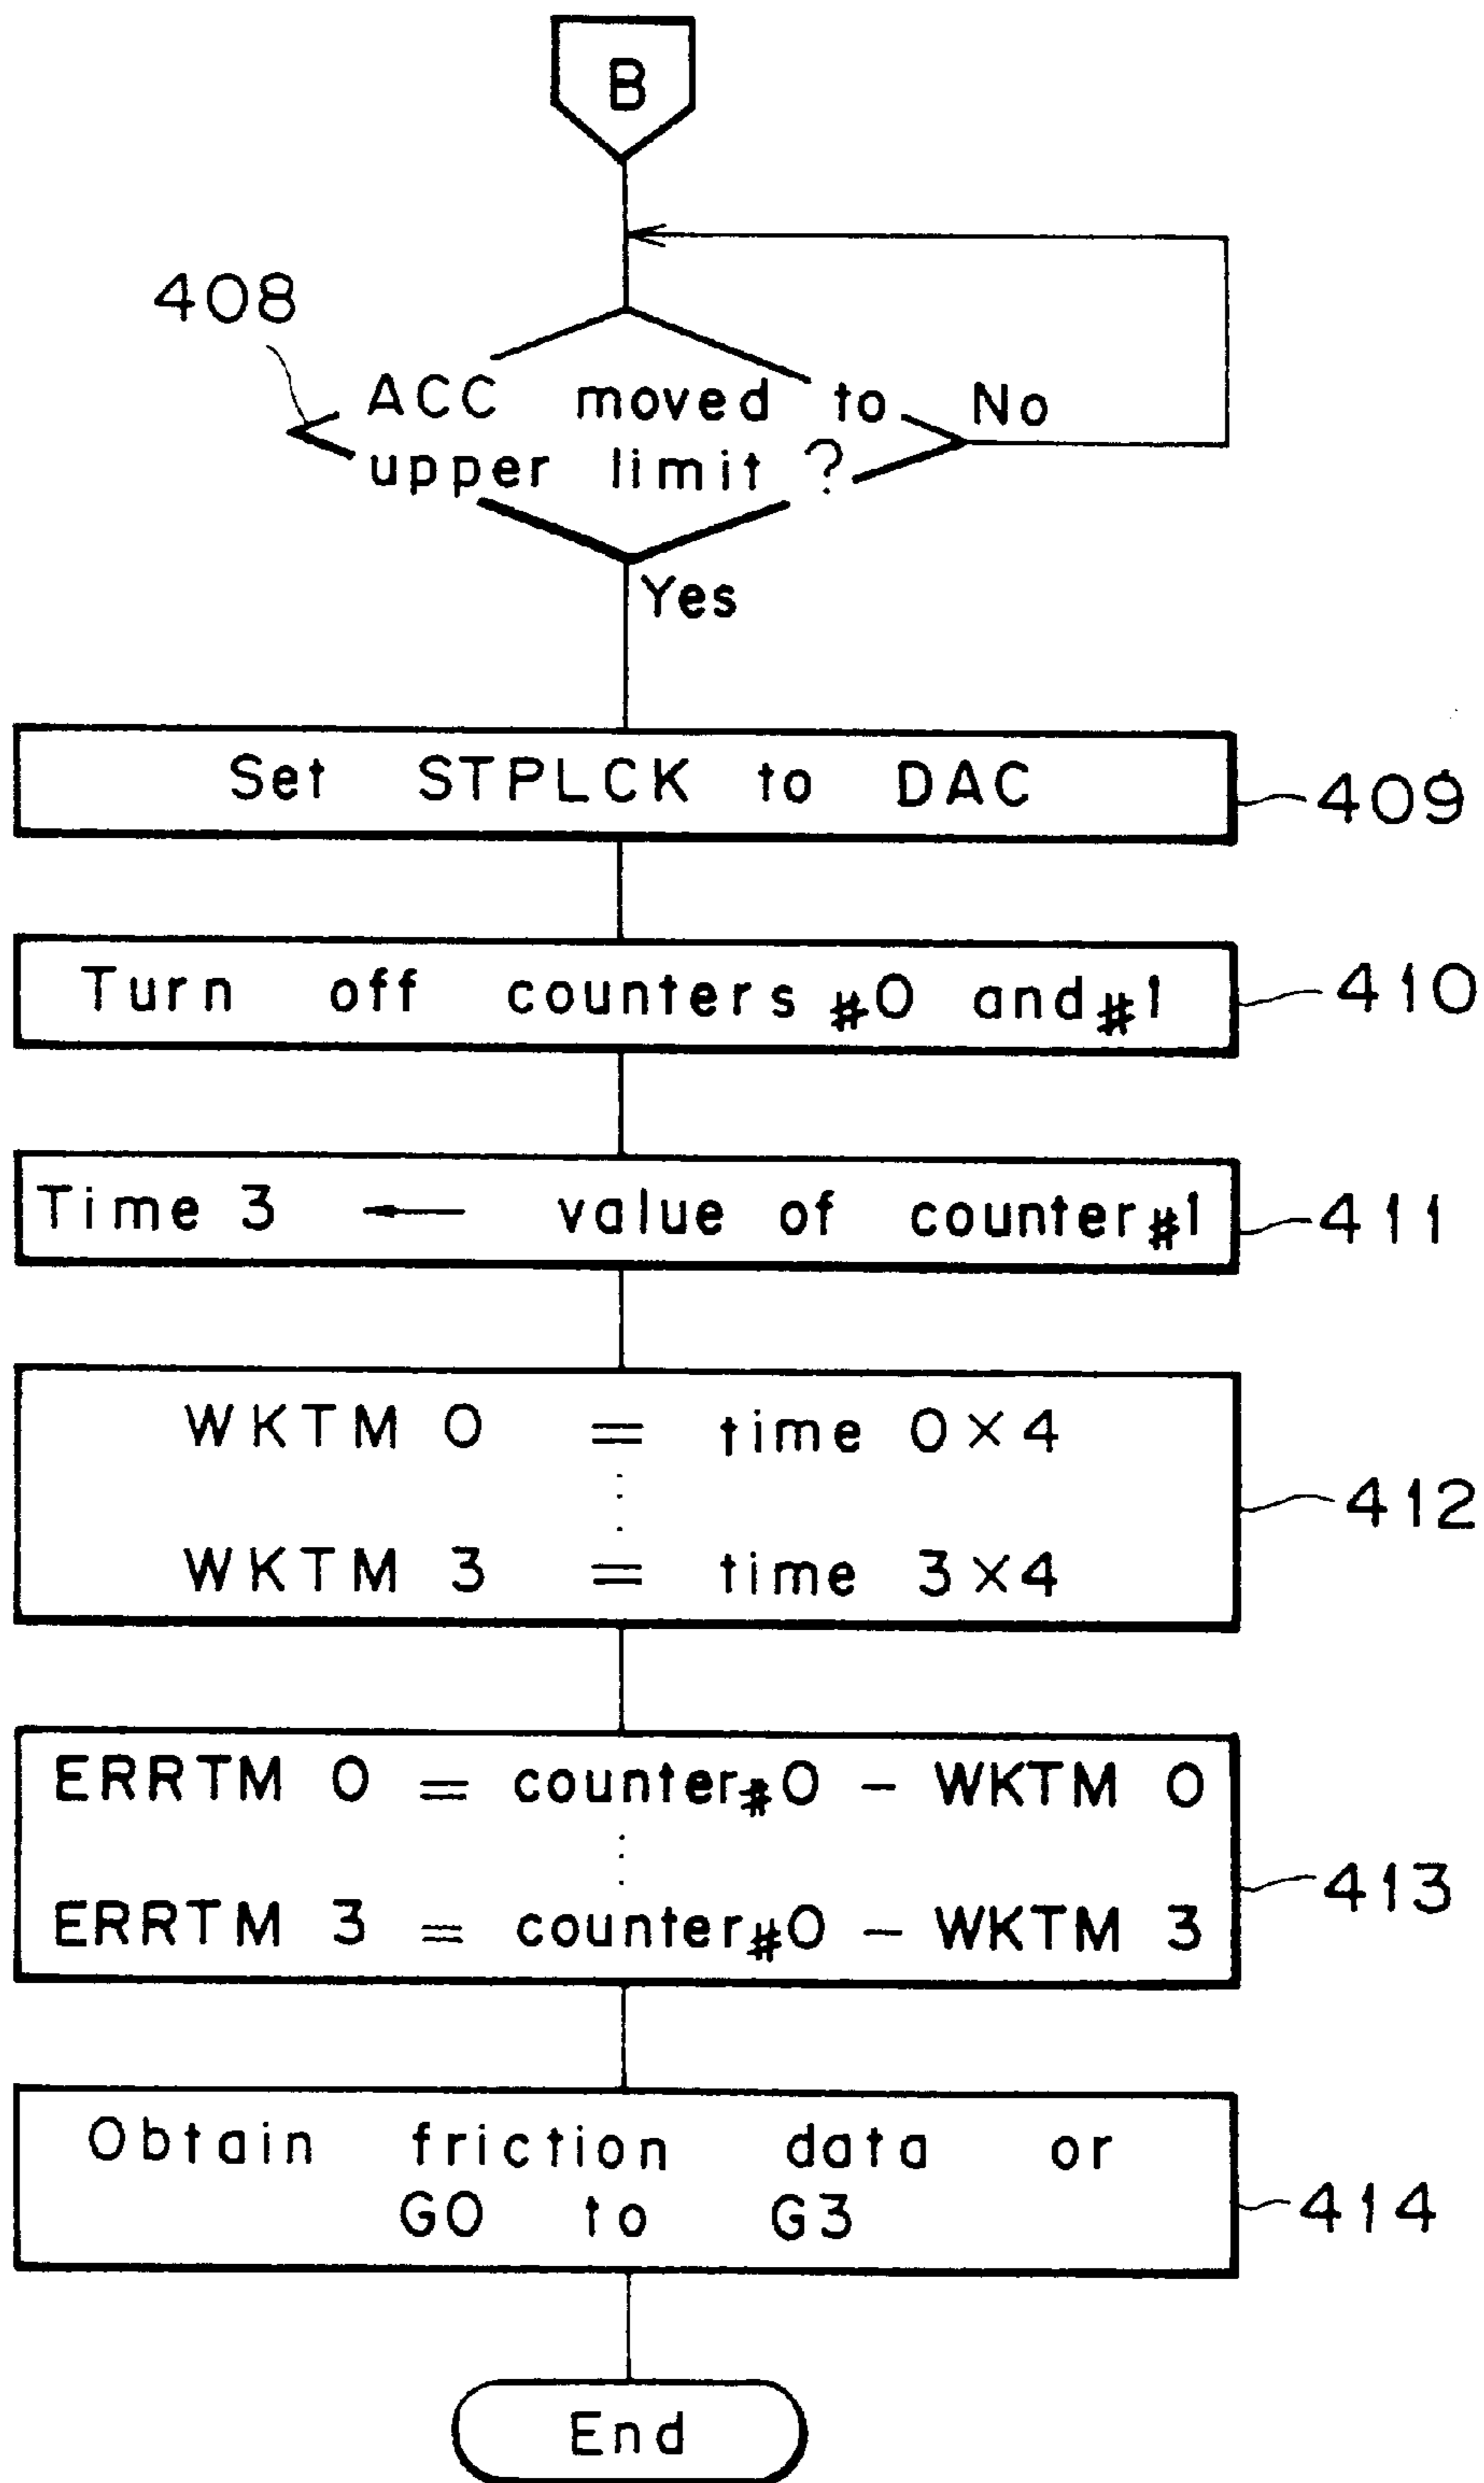 B
408
ACC moved to No
upper limit ?
Yes
Set STPLCK to DAC
409
Turn off counters #0 and #1
410
Time 3 ← value of counter #1
411
WKTM 0 = time 0×4
⋮
412
WKTM 3 = time 3×4
ERRTM 0 = counter #0 - WKTM 0
⋮
413
ERRTM 3 = counter #0 - WKTM 3
Obtain friction data or
G0 to G3
414
End